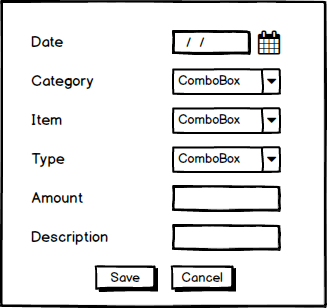 Date / /
Category ComboBox
Item ComboBox
Type ComboBox
Amount
Description
Save Cancel